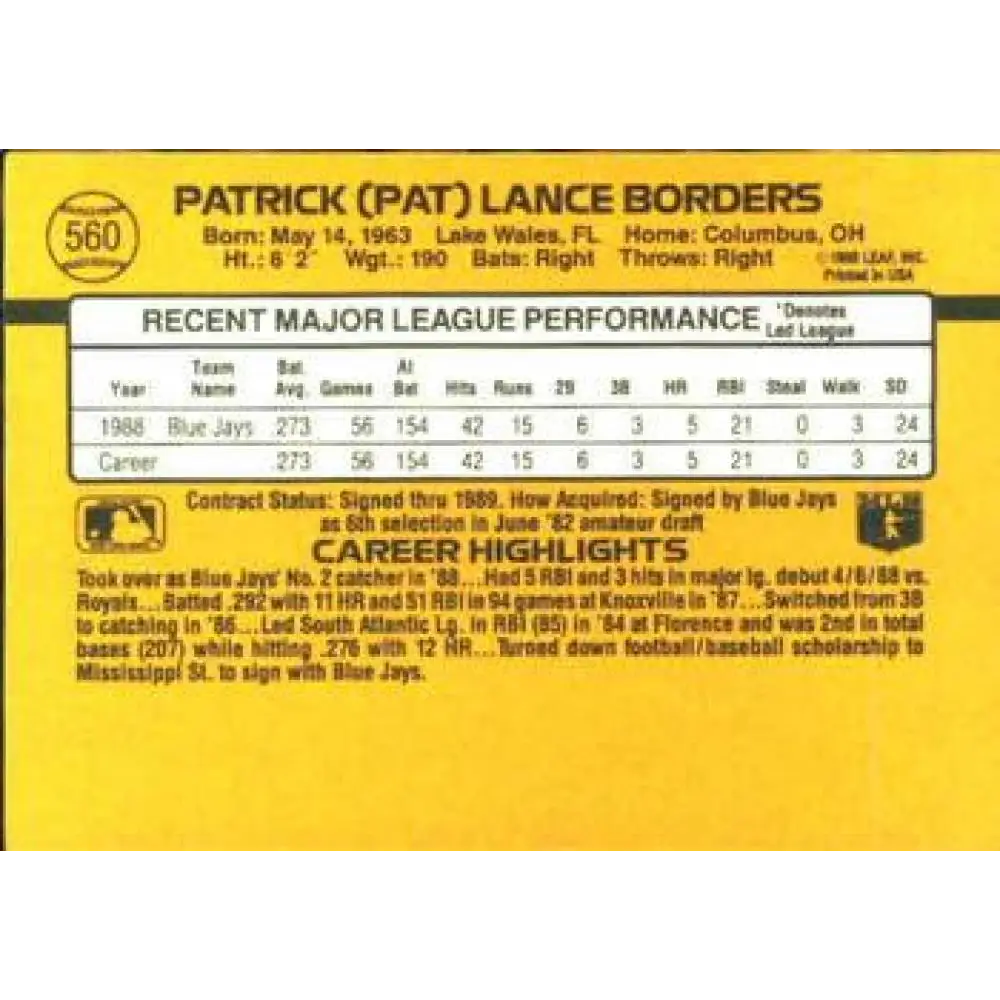 560
PATRICK (PAT) LANCE BORDERS
Born: May 14, 1963 Lake Wales, FL Home: Columbus, OH
Ht.: 6 2" Wgt.: 190 Bats: Right Throws: Right © 1988 LEAF, INC.
Printed in USA
RECENT MAJOR LEAGUE PERFORMANCE *Denotes
Led League
Team Bat. At
Year Name Avg. Games Bat Hits Runs 2B 3B HR RBI Steal Walk SO
1988 Blue Jays .273 56 154 42 15 6 3 5 21 0 3 24
Career .273 56 154 42 15 6 3 5 21 0 3 24
Contract Status: Signed thru 1989. How Acquired: Signed by Blue Jays
as 6th selection in June '82 amateur draft
CAREER HIGHLIGHTS
Took over as Blue Jays' No. 2 catcher in '88...Had 5 RBI and 3 hits in major lg. debut 4/6/88 vs.
Royals...Batted .292 with 11 HR and 51 RBI in 94 games at Knoxville in '87...Switched from 3B
to catching in '86...Led South Atlantic Lg. in RBI (85) in '84 at Florence and was 2nd in total
bases (207) while hitting .276 with 12 HR...Turned down football/baseball scholarship to
Mississippi St. to sign with Blue Jays.